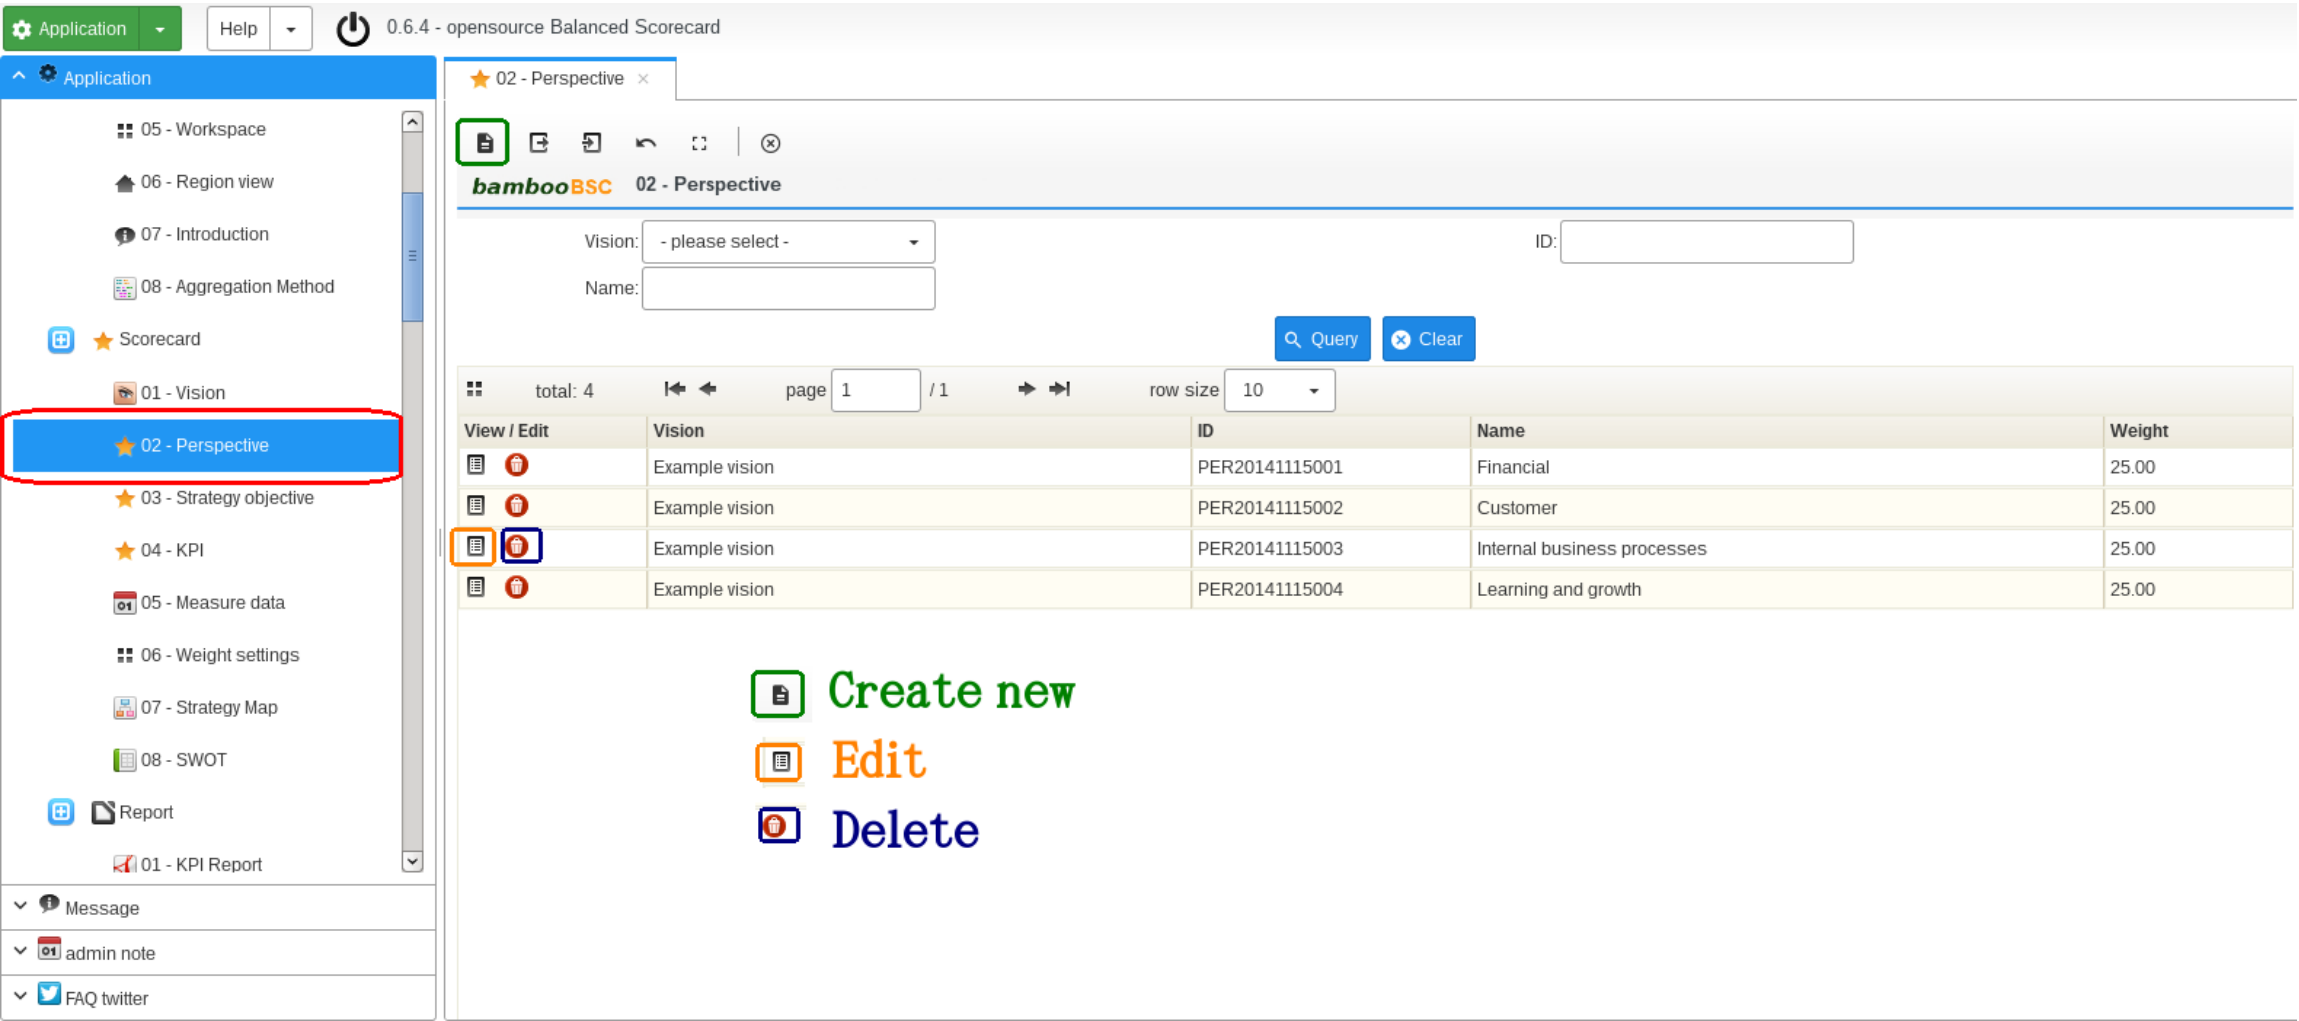 Application
Help
0.6.4 - opensource Balanced Scorecard
Application
05 - Workspace
06 - Region view
07 - Introduction
08 - Aggregation Method
Scorecard
01 - Vision
02 - Perspective
03 - Strategy objective
04 - KPI
05 - Measure data
06 - Weight settings
07 - Strategy Map
08 - SWOT
Report
01 - KPI Report
Message
admin note
FAQ twitter
02 - Perspective
bambooBSC 02 - Perspective
Vision: - please select - ID:
Name:
Query Clear
total: 4 page 1 / 1 row size 10
View / Edit Vision ID Name Weight
Example vision PER20141115001 Financial 25.00
Example vision PER20141115002 Customer 25.00
Example vision PER20141115003 Internal business processes 25.00
Example vision PER20141115004 Learning and growth 25.00
Create new
Edit
Delete